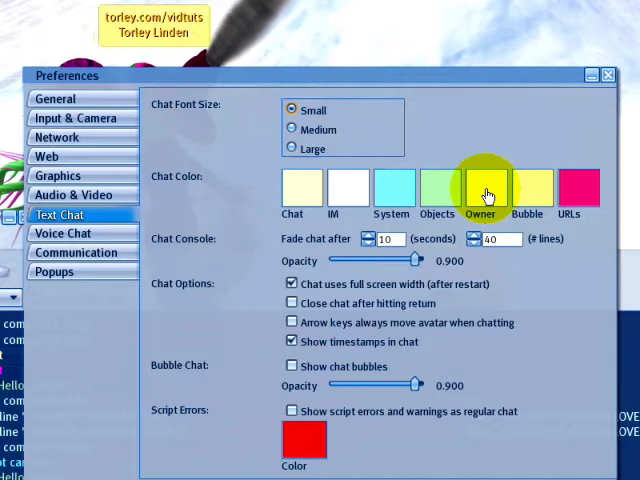 torley.com/vidtuts
Torley Linden
Preferences
General
Input & Camera
Network
Web
Graphics
Audio & Video
Text Chat
Voice Chat
Communication
Popups
Chat Font Size:
Small
Medium
Large
Chat Color:
Chat IM System Objects Owner Bubble URLs
Chat Console: Fade chat after 10 (seconds) 40 (# lines)
Opacity 0.900
Chat Options: Chat uses full screen width (after restart)
Close chat after hitting return
Arrow keys always move avatar when chatting
Show timestamps in chat
Bubble Chat: Show chat bubbles
Opacity 0.900
Script Errors: Show script errors and warnings as regular chat
Color